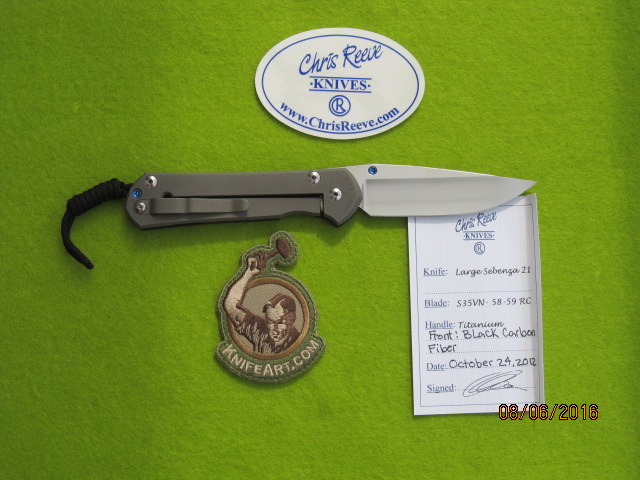 Chris Reeve
·KNIVES·
R
www.ChrisReeve.com
Chris Reeve
KNIVES·
R
Knife: Large Sebenza 21
Blade: S35VN · 58-59 RC
Handle: Titanium
Front: Black Carbon
Fiber
Date: October 24, 2012
Signed:
KNIFEART.COM
08/06/2016